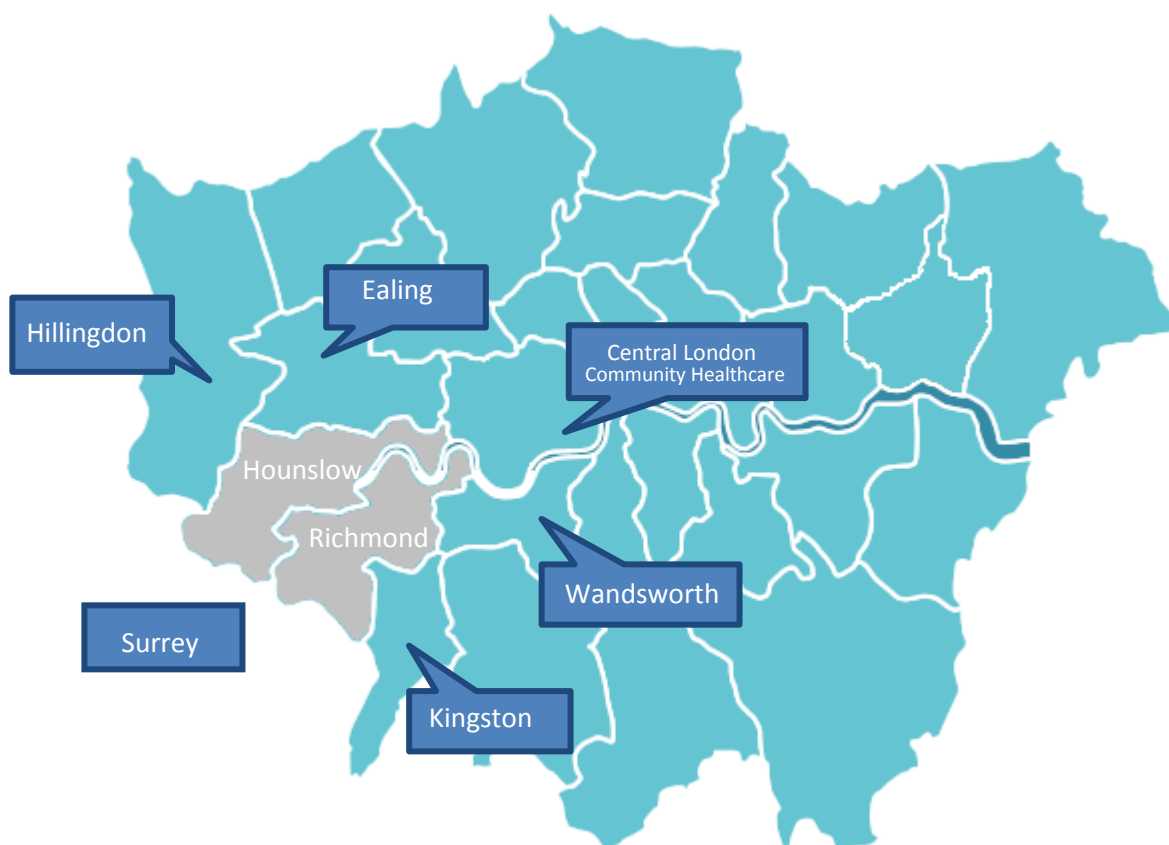 Ealing
Hillingdon
Central London
Community Healthcare
Hounslow
Richmond
Wandsworth
Surrey
Kingston